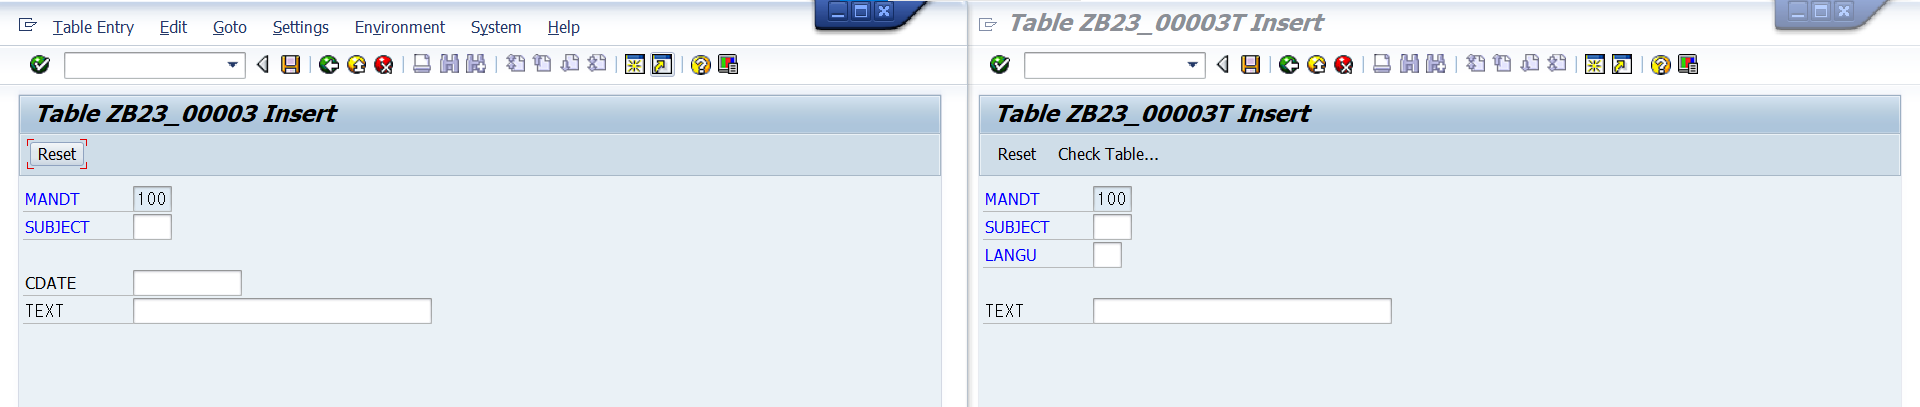 Table Entry Edit Goto Settings Environment System Help
Table ZB23_00003 Insert
Reset
MANDT 100
SUBJECT
CDATE
TEXT
Table ZB23_00003T Insert
Table ZB23_00003T Insert
Reset Check Table...
MANDT 100
SUBJECT
LANGU
TEXT